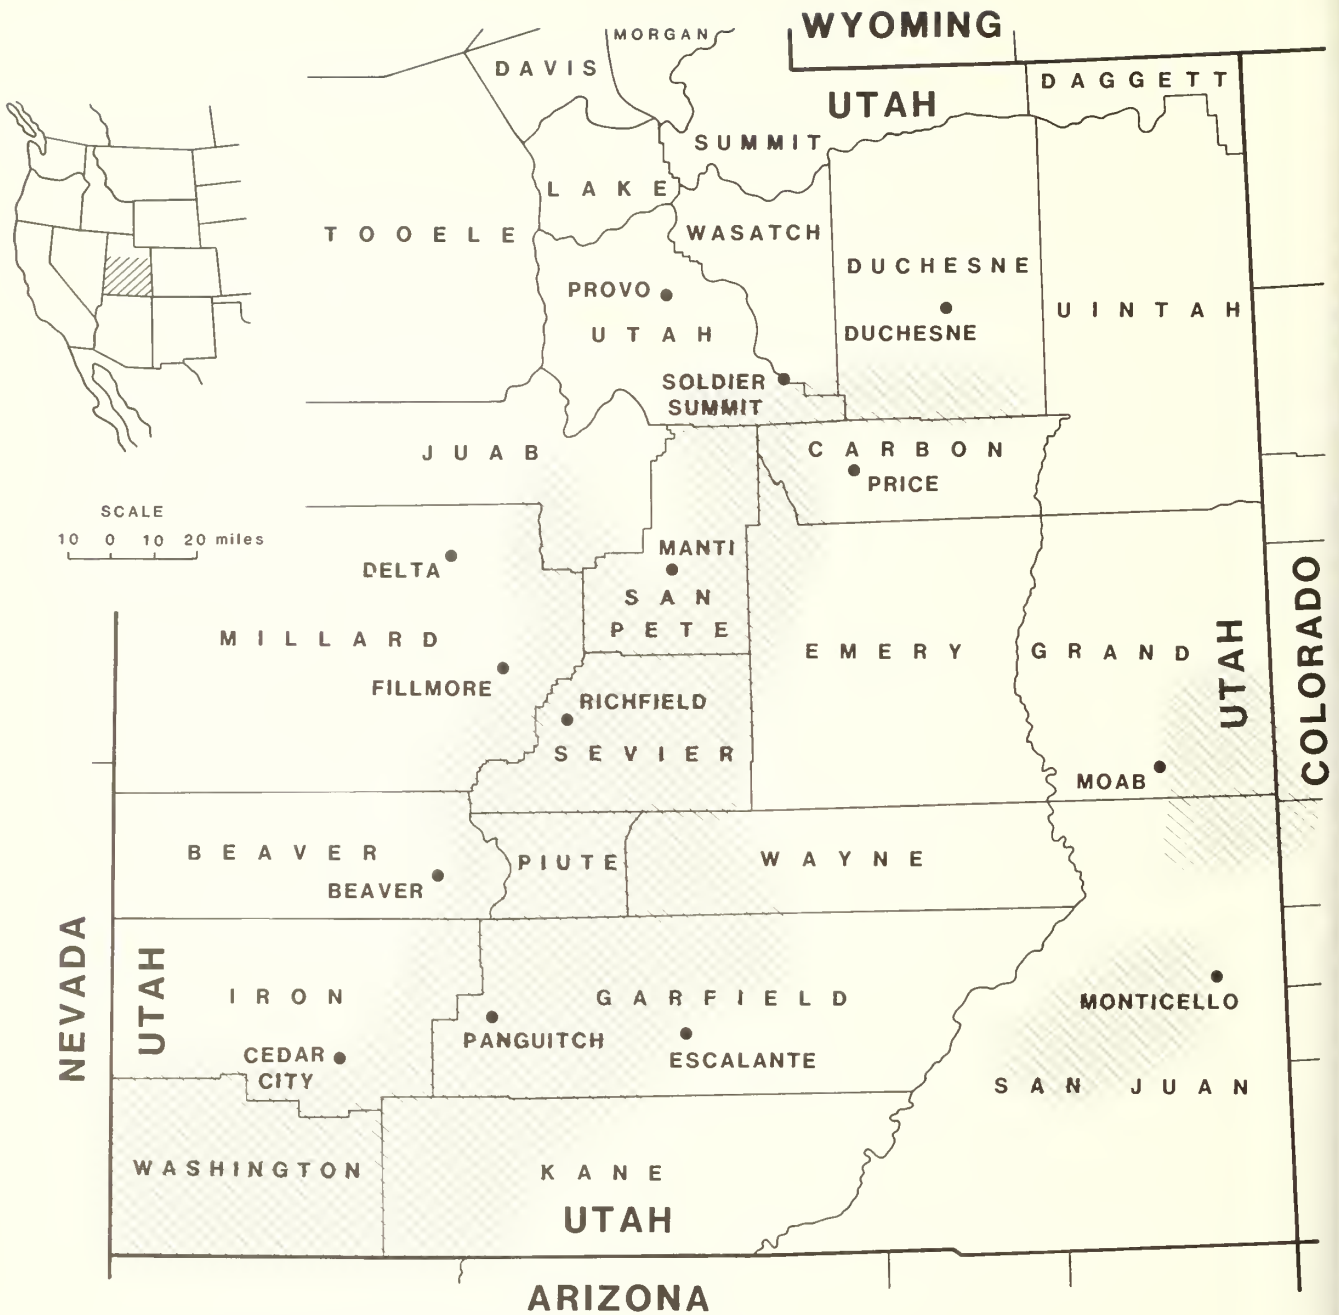 WYOMING
MORGAN
DAVIS
DAGGETT
UTAH
SUMMIT
LAKE
TOOELE
WASATCH
DUCHESNE
PROVO
UINTAH
UTAH
DUCHESNE
SOLDIER
SUMMIT
JUAB
CARBON
PRICE
SCALE
10 0 10 20 miles
MANTI
DELTA
SAN
PETE
MILLARD
EMERY
GRAND
UTAH
COLORADO
FILLMORE
RICHFIELD
SEVIER
MOAB
BEAVER
PIUTE
WAYNE
BEAVER
NEVADA
UTAH
IRON
GARFIELD
MONTICELLO
PANGUITCH
CEDAR
CITY
ESCALANTE
SAN JUAN
WASHINGTON
KANE
UTAH
ARIZONA